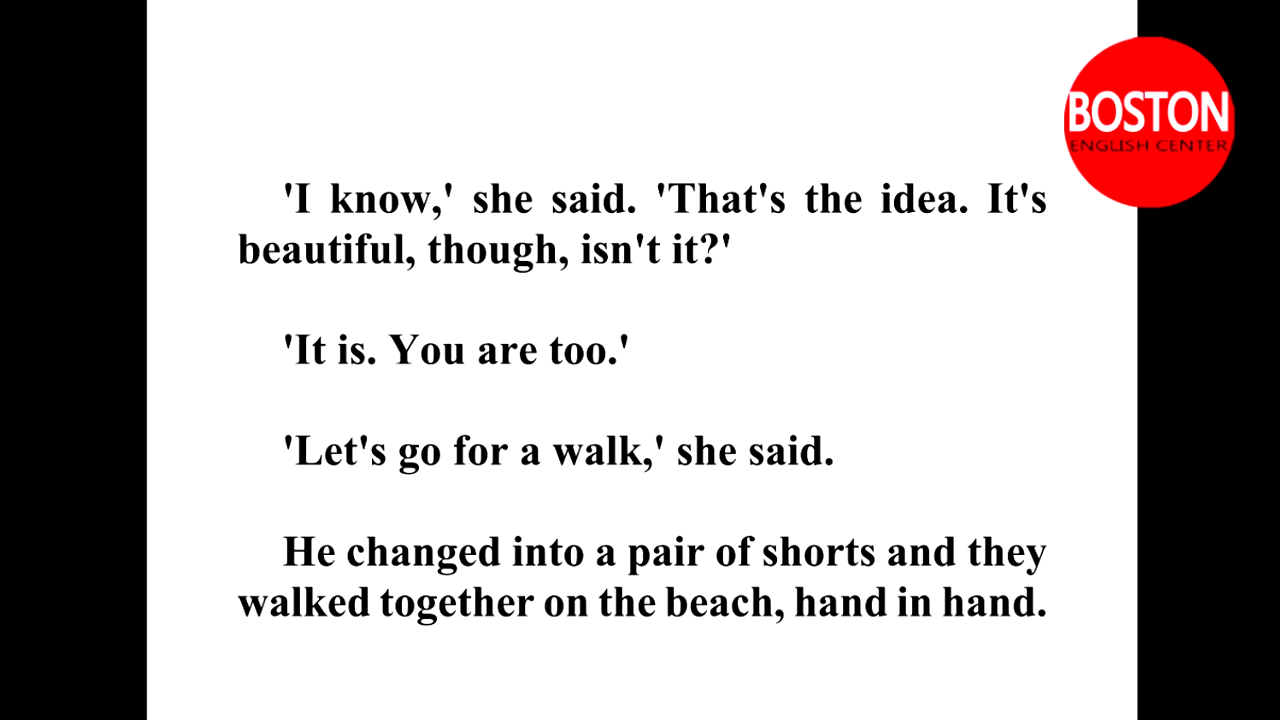 BOSTON
ENGLISH CENTER
'I know,' she said. 'That's the idea. It's
beautiful, though, isn't it?'
'It is. You are too.'
'Let's go for a walk,' she said.
He changed into a pair of shorts and they
walked together on the beach, hand in hand.